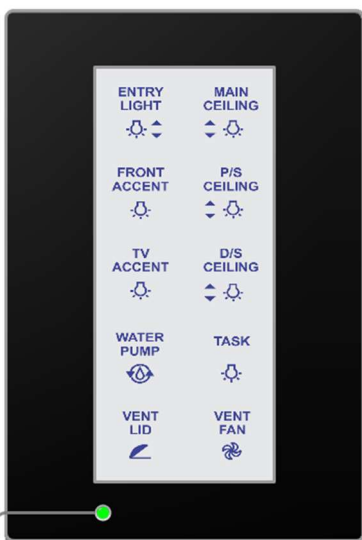 ENTRY
LIGHT
MAIN
CEILING
FRONT
ACCENT
P/S
CEILING
TV
ACCENT
D/S
CEILING
WATER
PUMP
TASK
VENT
LID
VENT
FAN